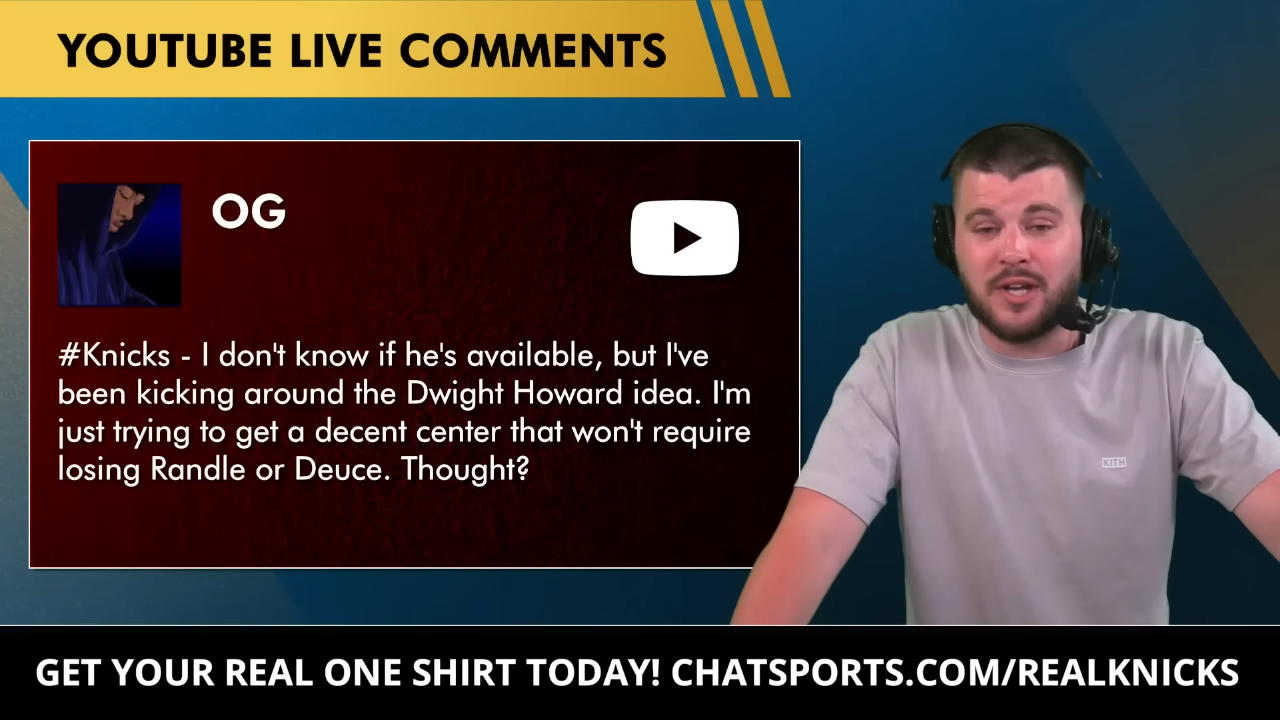 YOUTUBE LIVE COMMENTS
OG
#Knicks - I don't know if he's available, but I've
been kicking around the Dwight Howard idea. I'm
just trying to get a decent center that won't require
losing Randle or Deuce. Thought?
KITH
GET YOUR REAL ONE SHIRT TODAY! CHATSPORTS.COM/REALKNICKS